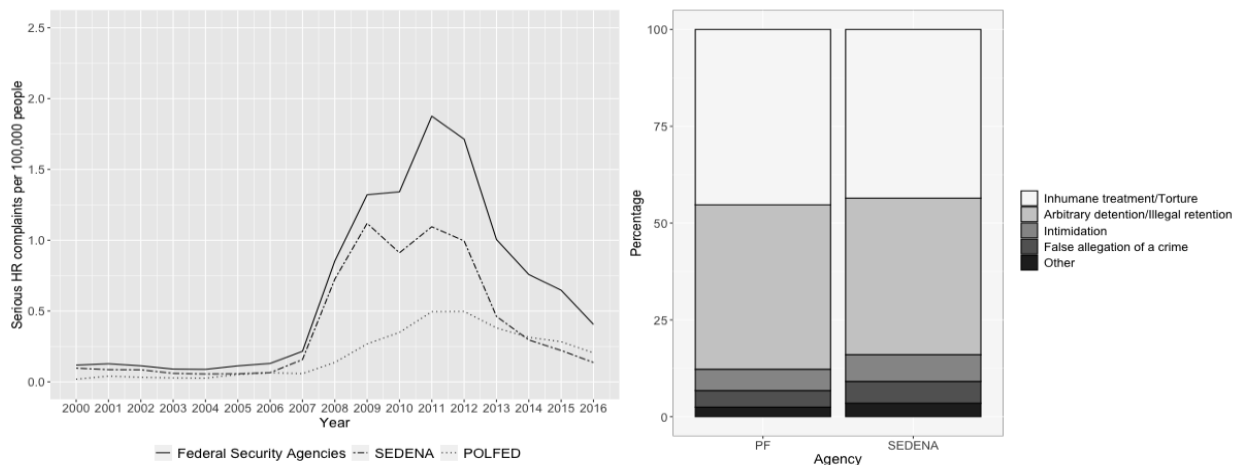 2.5
2.0
1.5
1.0
0.5
0.0
Serious HR complaints per 100,000 people
2000 2001 2002 2003 2004 2005 2006 2007 2008 2009 2010 2011 2012 2013 2014 2015 2016
Year
Federal Security Agencies SEDENA POLFED
100
75
50
25
0
Percentage
PF SEDENA
Agency
Inhumane treatment/Torture
Arbitrary detention/Illegal retention
Intimidation
False allegation of a crime
Other